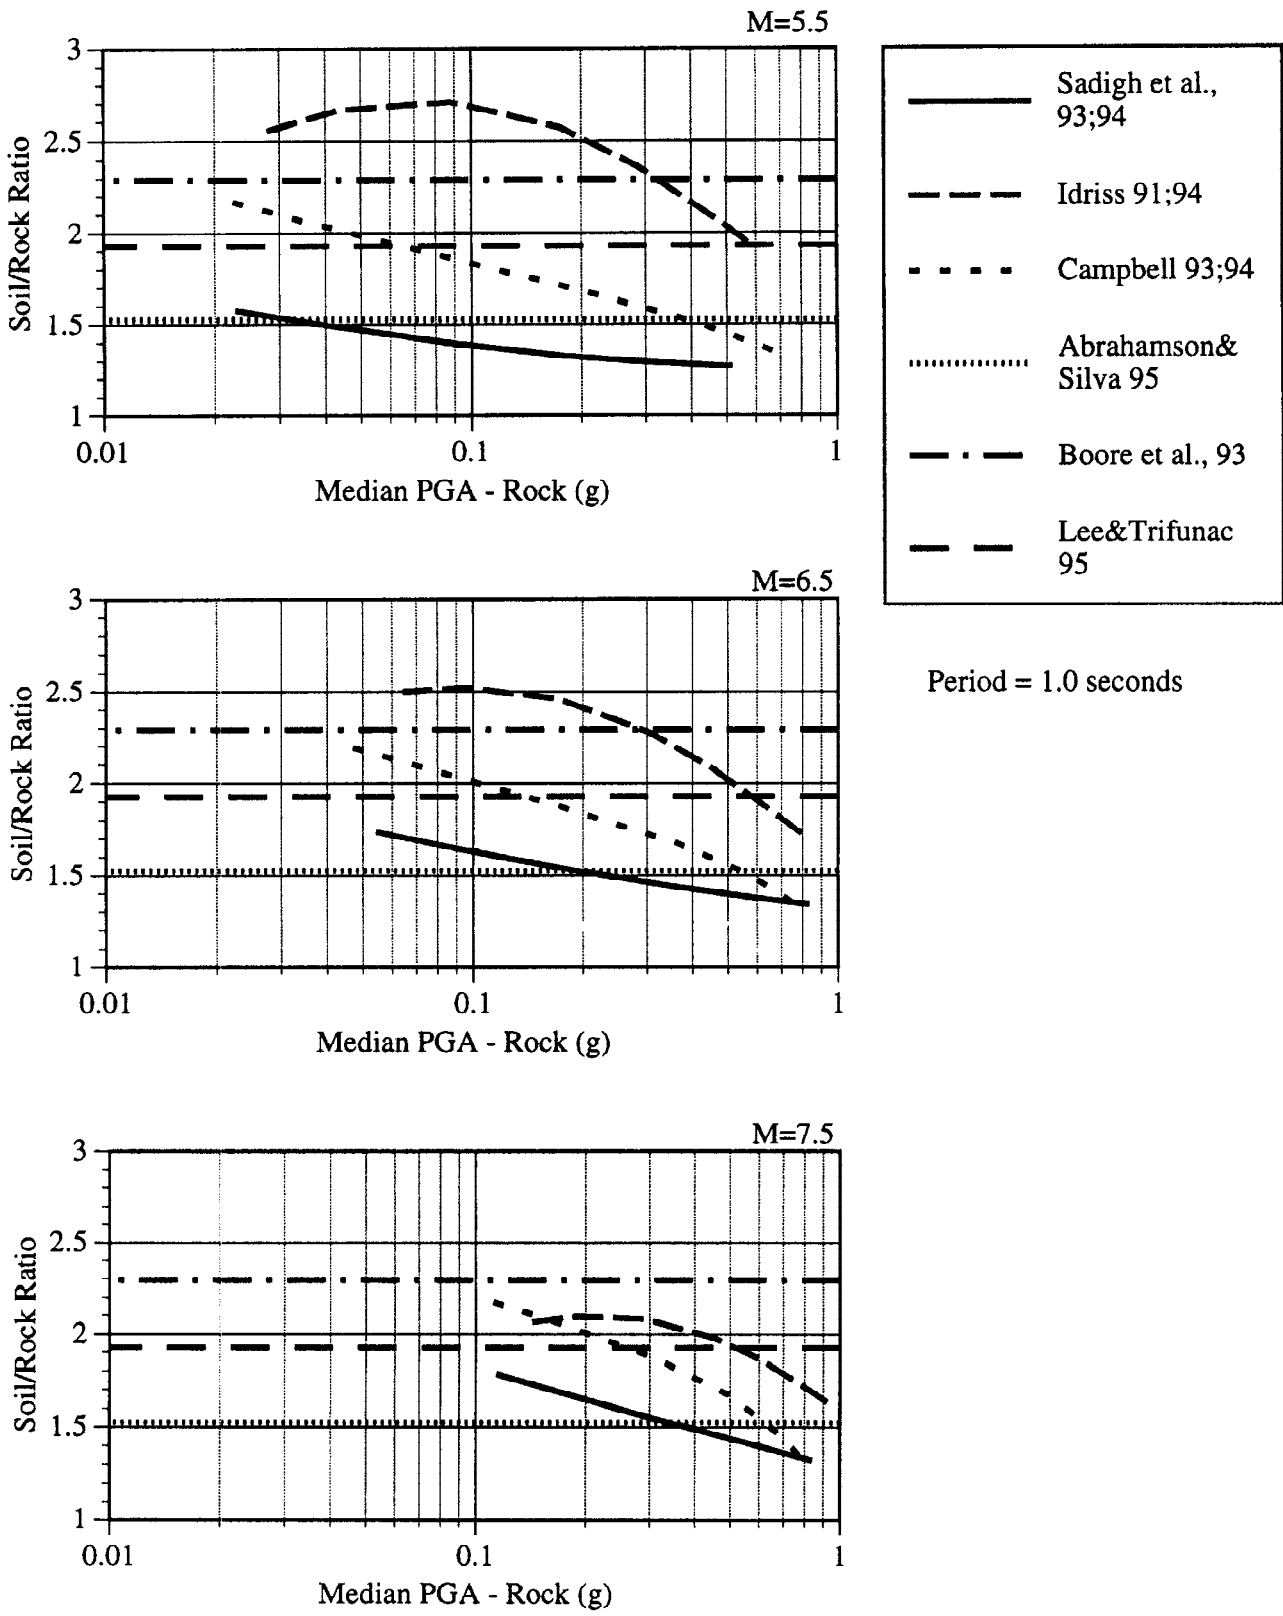 M=5.5
3
2.5
2
1.5
1
Soil/Rock Ratio
0.01
0.1
1
Median PGA - Rock (g)
Sadigh et al.,
93;94
Idriss 91;94
Campbell 93;94
Abrahamson&
Silva 95
Boore et al., 93
Lee&Trifunac
95
M=6.5
3
2.5
2
1.5
1
Soil/Rock Ratio
0.01
0.1
1
Median PGA - Rock (g)
Period = 1.0 seconds
M=7.5
3
2.5
2
1.5
1
Soil/Rock Ratio
0.01
0.1
1
Median PGA - Rock (g)